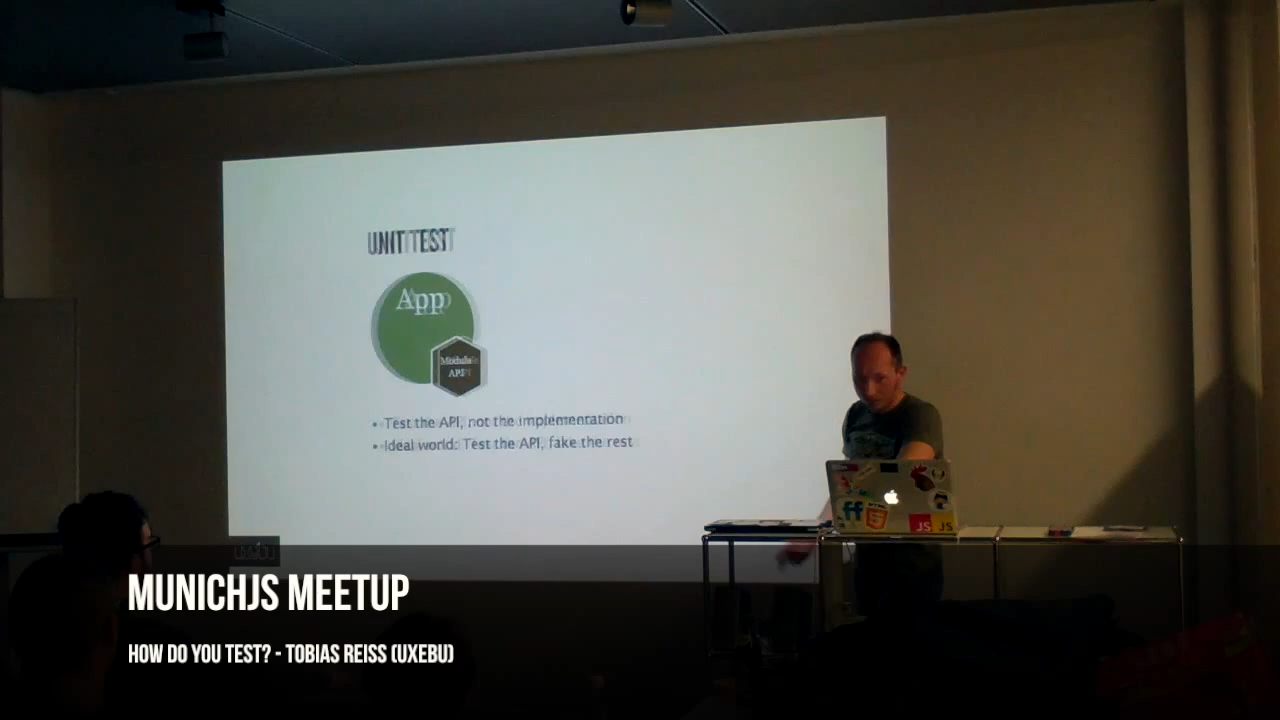 UNIT TEST
App
Module
API
• Test the API, not the implementation
• Ideal world: Test the API, fake the rest
ff
JS JS
MUNICHJS MEETUP
HOW DO YOU TEST? - TOBIAS REISS (UXEBU)